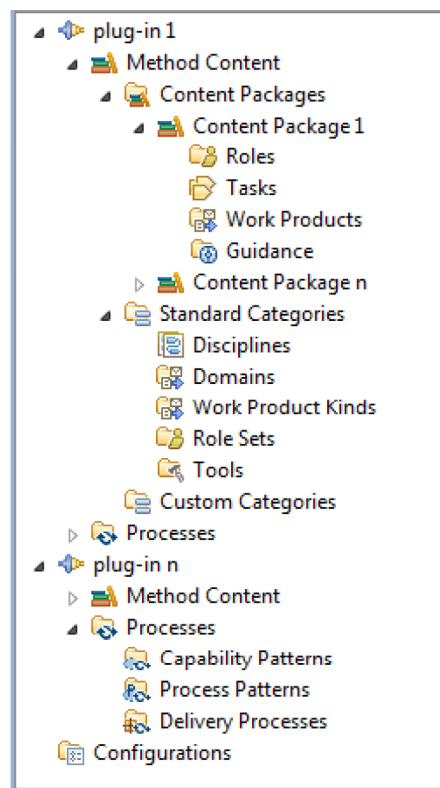 plug-in 1
Method Content
Content Packages
Content Package 1
Roles
Tasks
Work Products
Guidance
Content Package n
Standard Categories
Disciplines
Domains
Work Product Kinds
Role Sets
Tools
Custom Categories
Processes
plug-in n
Method Content
Processes
Capability Patterns
Process Patterns
Delivery Processes
Configurations